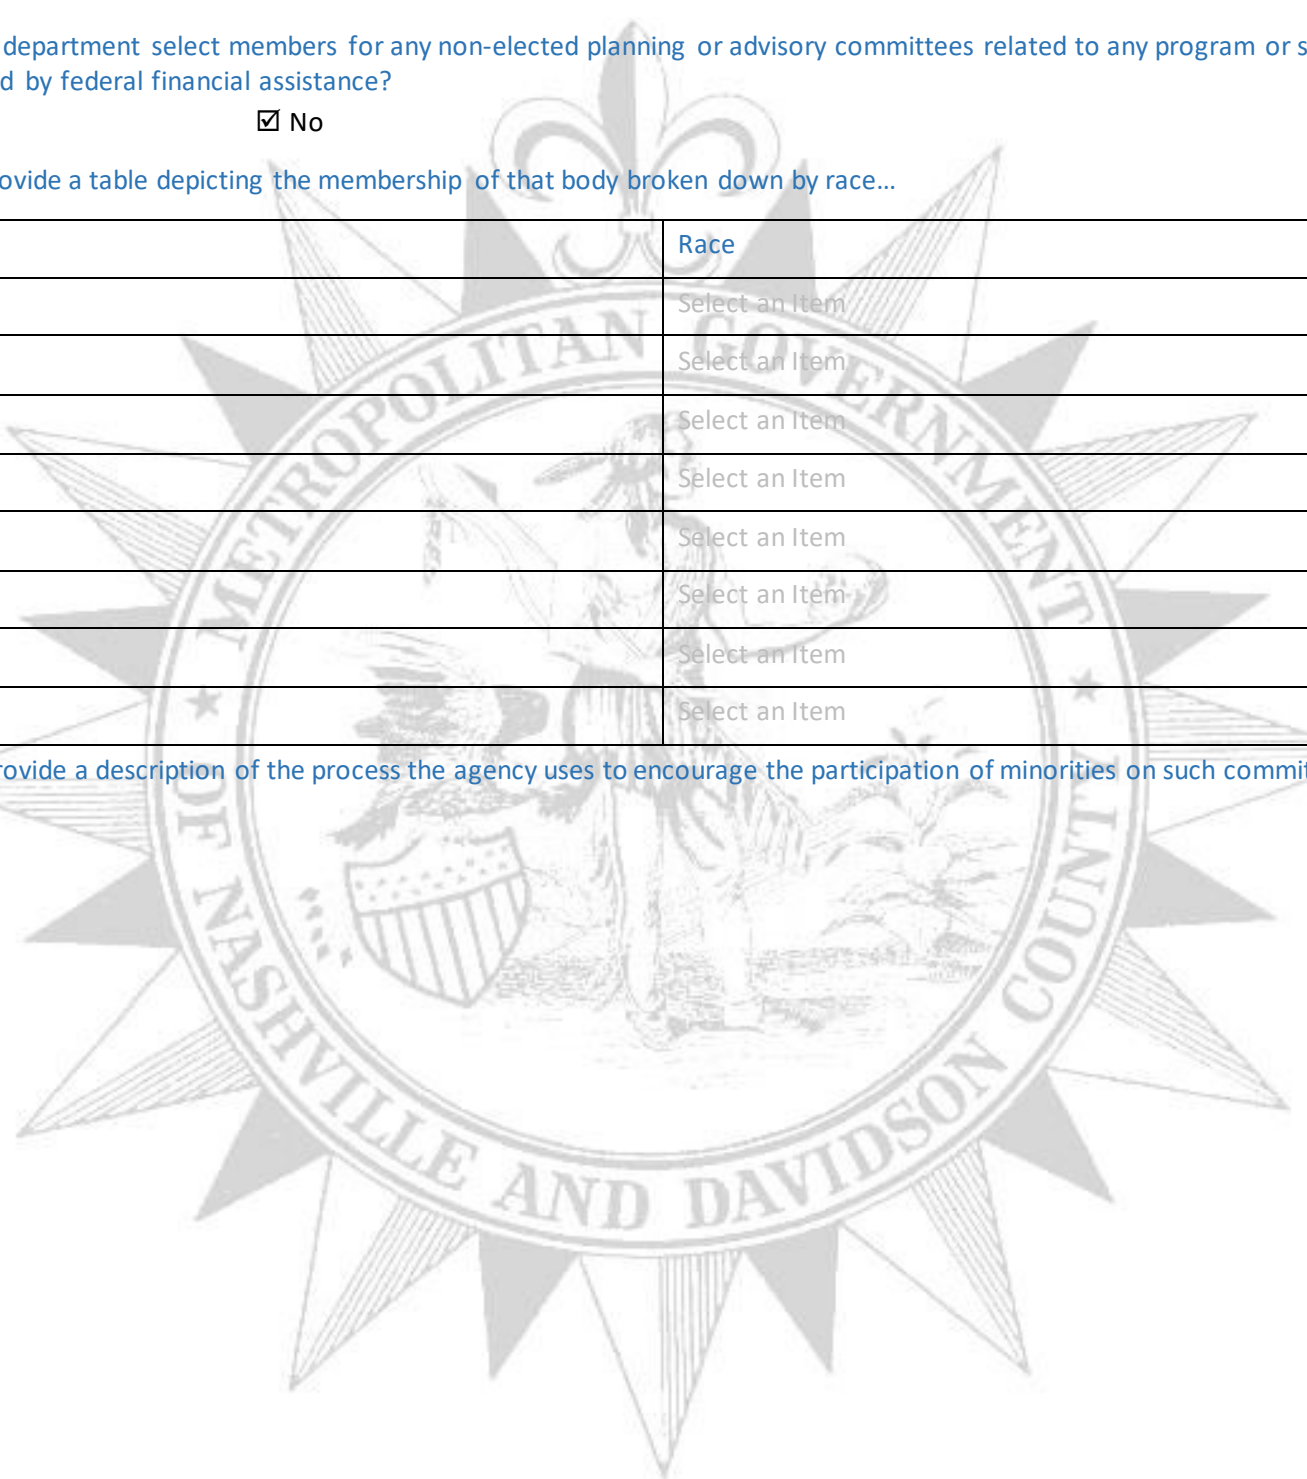 department select members for any non-elected planning or advisory committees related to any program or s
d by federal financial assistance?
☑ No
ovide a table depicting the membership of that body broken down by race...
Race
Select an Item
Select an Item
Select an Item
Select an Item
Select an Item
Select an Item
Select an Item
Select an Item
rovide a description of the process the agency uses to encourage the participation of minorities on such commit
METROPOLITAN GOVERNMENT
OF NASHVILLE AND DAVIDSON COUNTY